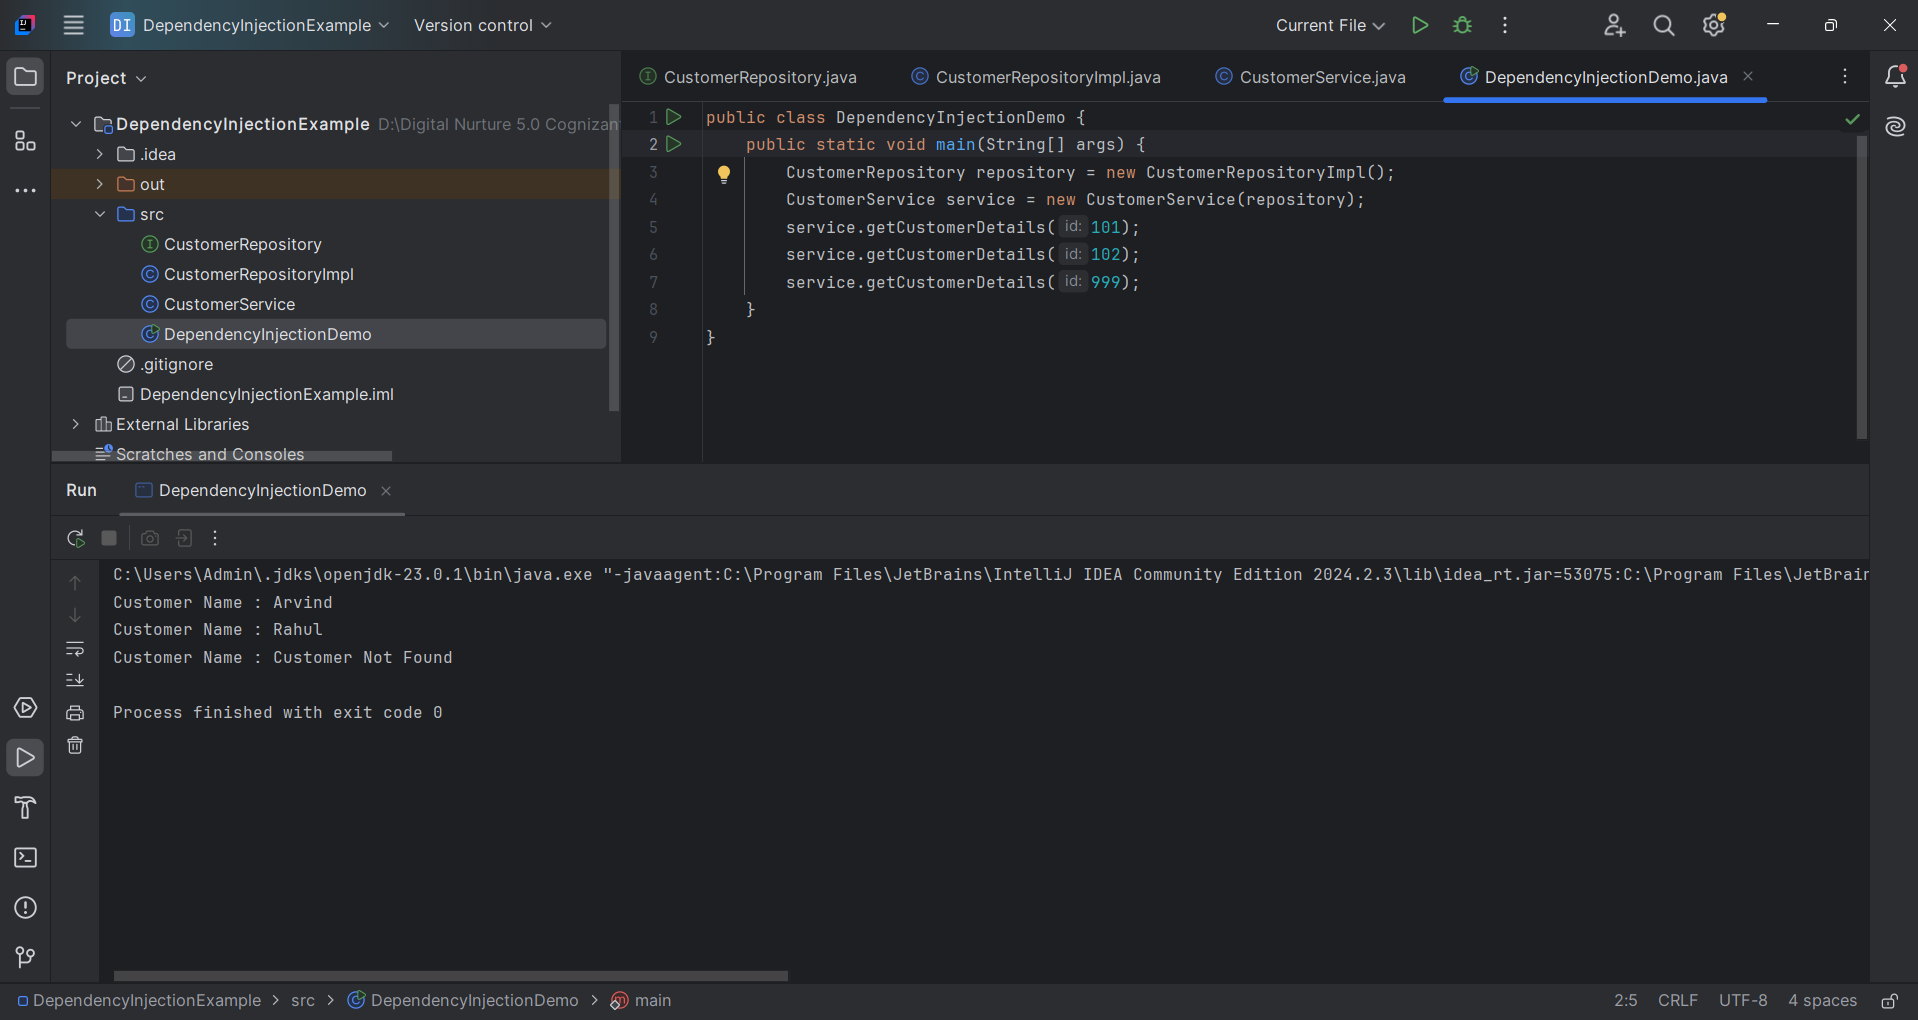 DI DependencyInjectionExample Version control Current File
Project
DependencyInjectionExample D:\Digital Nurture 5.0 Cognizan
.idea
out
src
CustomerRepository
CustomerRepositoryImpl
CustomerService
DependencyInjectionDemo
.gitignore
DependencyInjectionExample.iml
External Libraries
Scratches and Consoles
CustomerRepository.java CustomerRepositoryImpl.java CustomerService.java DependencyInjectionDemo.java
1 public class DependencyInjectionDemo {
2 public static void main(String[] args) {
3 CustomerRepository repository = new CustomerRepositoryImpl();
4 CustomerService service = new CustomerService(repository);
5 service.getCustomerDetails( id: 101);
6 service.getCustomerDetails( id: 102);
7 service.getCustomerDetails( id: 999);
8 }
9 }
Run DependencyInjectionDemo
C:\Users\Admin\.jdks\openjdk-23.0.1\bin\java.exe "-javaagent:C:\Program Files\JetBrains\IntelliJ IDEA Community Edition 2024.2.3\lib\idea_rt.jar=53075:C:\Program Files\JetBrain
Customer Name : Arvind
Customer Name : Rahul
Customer Name : Customer Not Found
Process finished with exit code 0
DependencyInjectionExample > src > DependencyInjectionDemo > main 2:5 CRLF UTF-8 4 spaces